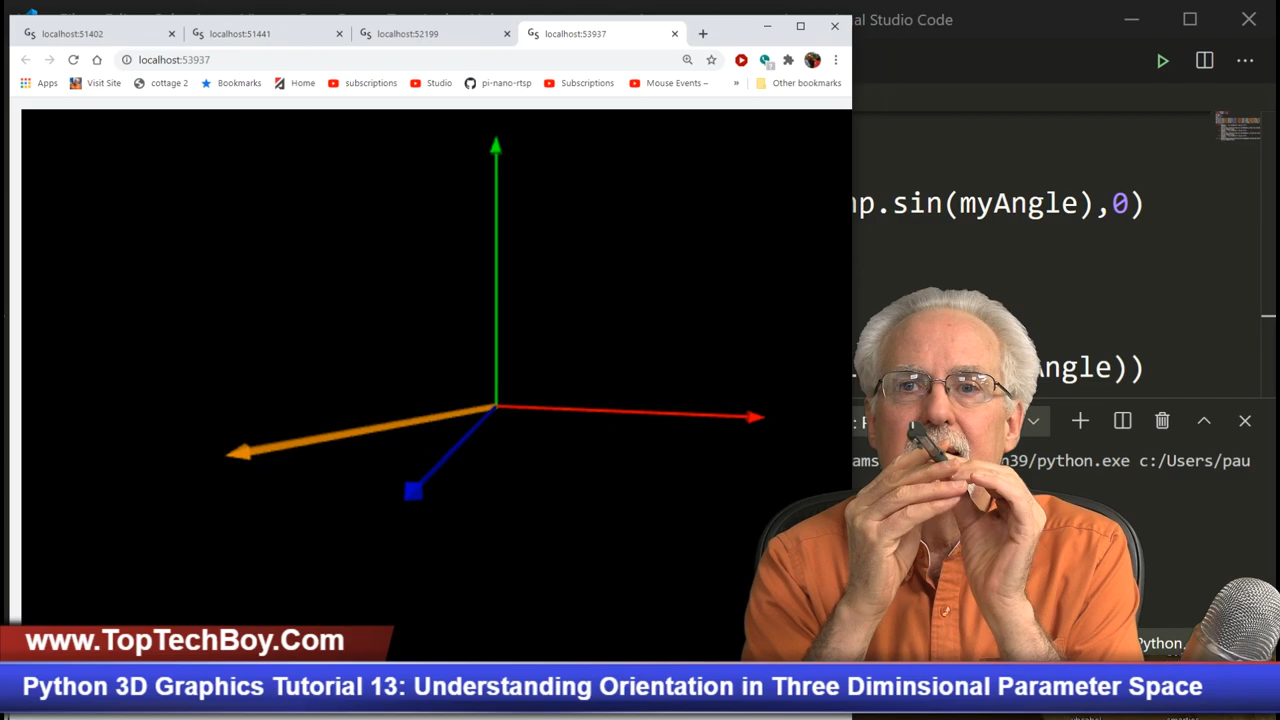 localhost:51402
localhost:51441
localhost:52199
localhost:53937
al Studio Code
localhost:53937
Apps
Visit Site
cottage 2
Bookmarks
Home
subscriptions
Studio
pi-nano-rtsp
Subscriptions
Mouse Events –
»
Other bookmarks
np.sin(myAngle),0)
Angle))
ams
n39/python.exe c:/Users/pau
Python,
www.TopTechBoy.Com
Python 3D Graphics Tutorial 13: Understanding Orientation in Three Diminsional Parameter Space